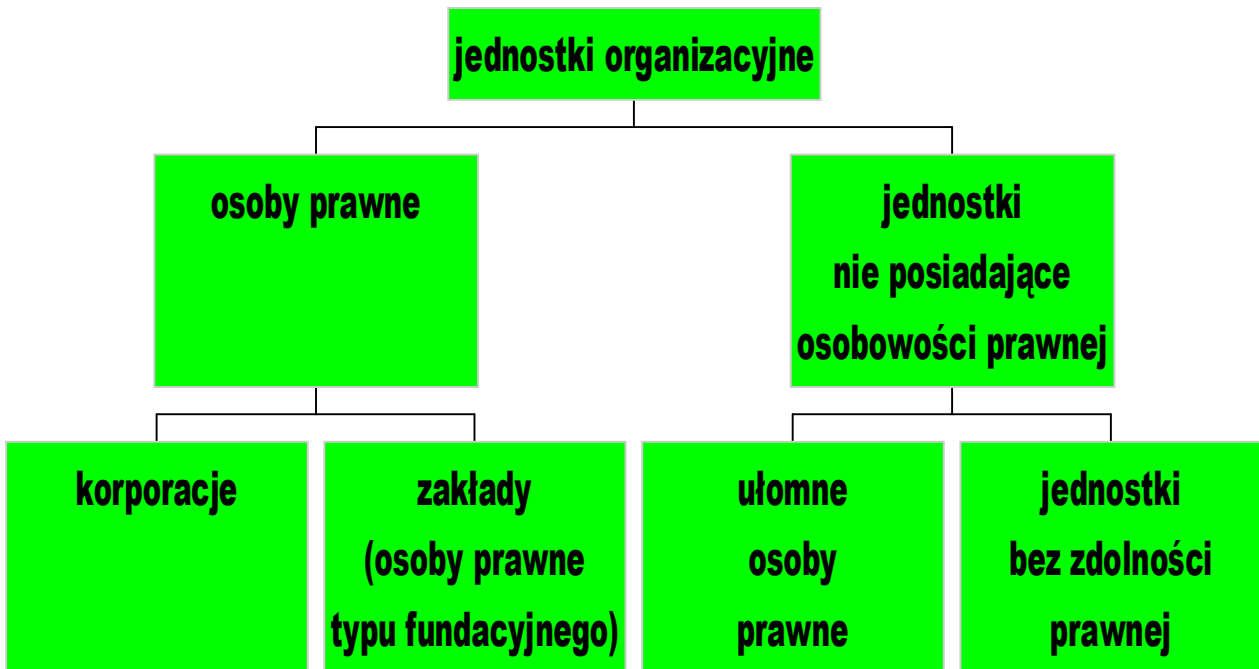 jednostki organizacyjne
osoby prawne
jednostki
nie posiadające
osobowości prawnej
korporacje
zakłady
(osoby prawne
typu fundacyjnego)
ułomne
osoby
prawne
jednostki
bez zdolności
prawnej